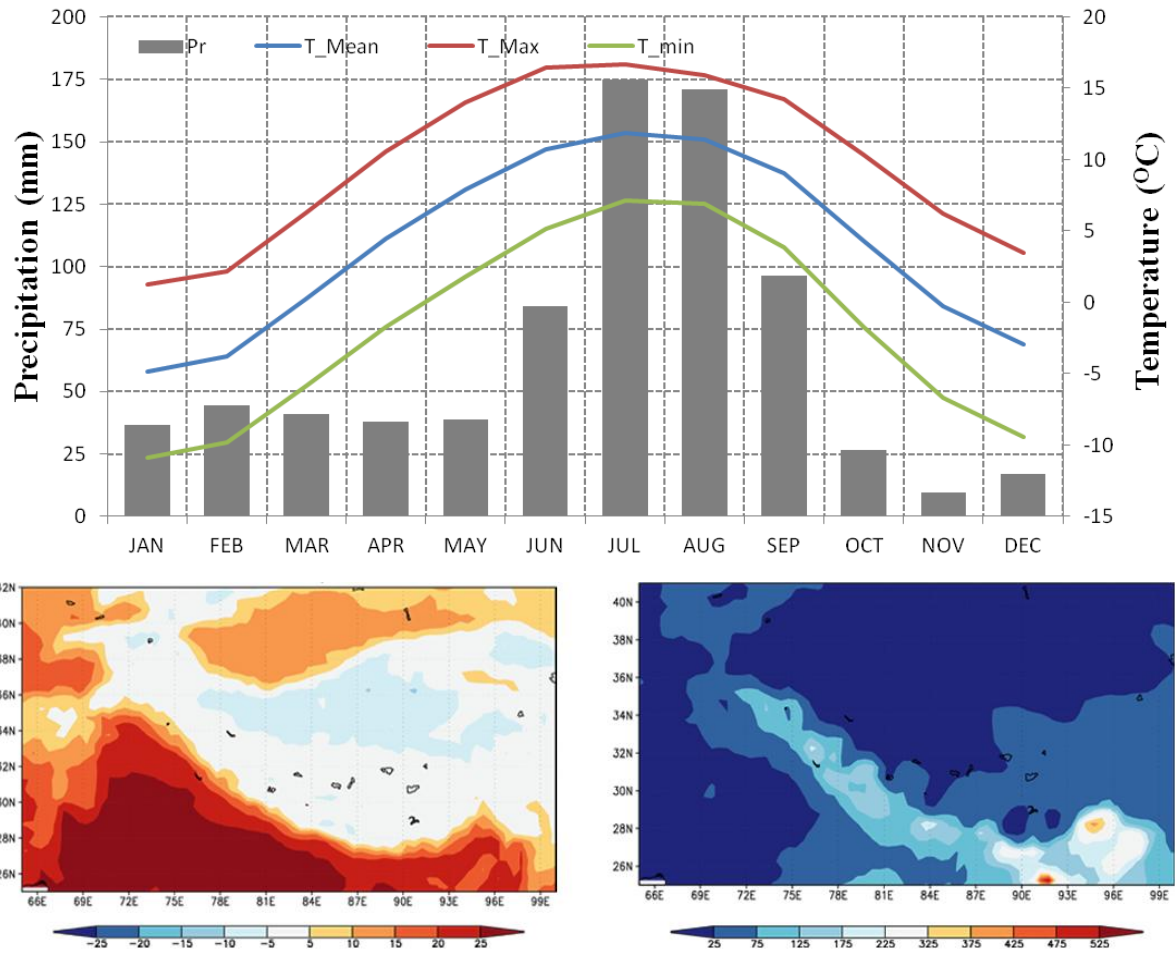 200
175
150
125
100
75
50
25
0
Precipitation (mm)
Pr T_Mean T_Max T_min
20
15
10
5
0
-5
-10
-15
Temperature (OC)
JAN FEB MAR APR MAY JUN JUL AUG SEP OCT NOV DEC
42N
40N
38N
36N
34N
32N
30N
28N
26N
66E 69E 72E 75E 78E 81E 84E 87E 90E 93E 96E 99E
-25 -20 -15 -10 -5 5 10 15 20 25
40N
38N
36N
34N
32N
30N
28N
26N
66E 69E 72E 75E 78E 81E 84E 87E 90E 93E 96E 99E
25 75 125 175 225 325 375 425 475 525